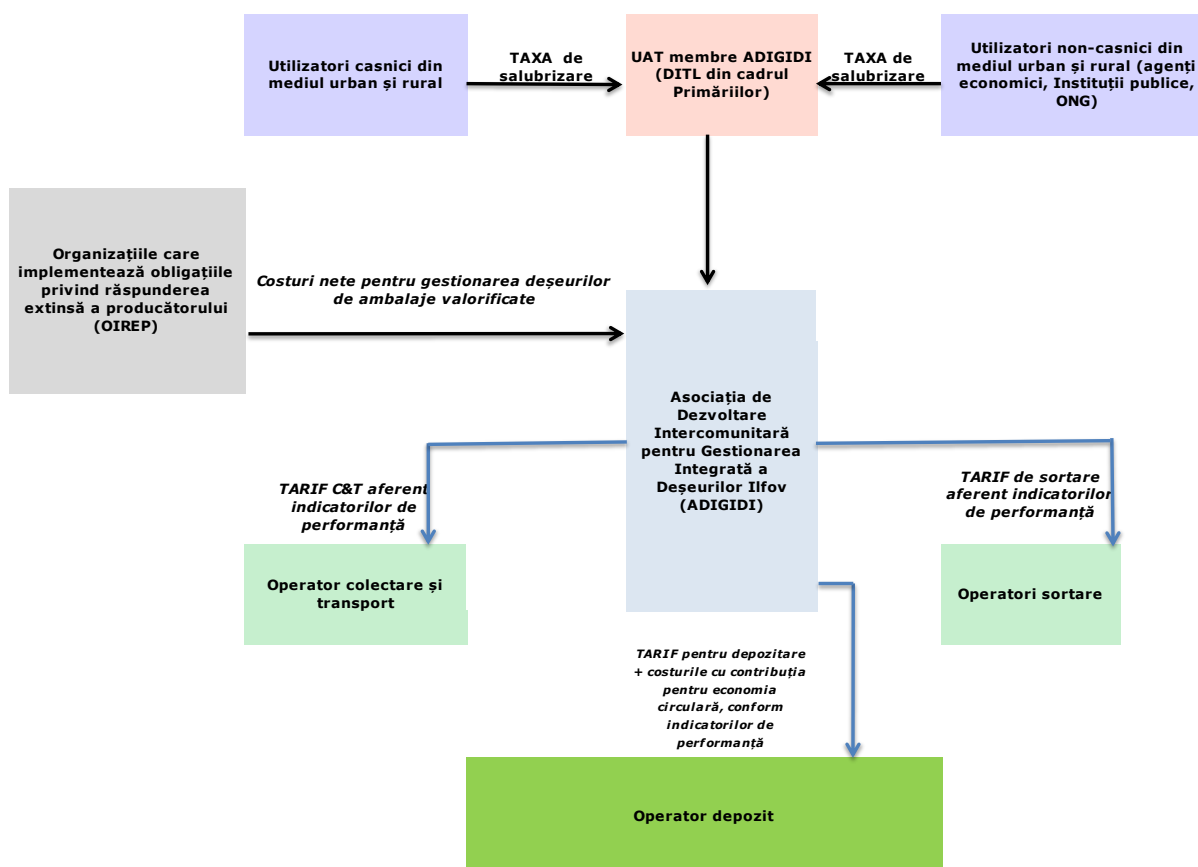 Utilizatori casnici din
mediul urban și rural
TAXA de
salubrizare
UAT membre ADIGIDI
(DITL din cadrul
Primăriilor)
TAXA de
salubrizare
Utilizatori non-casnici din
mediul urban și rural (agenți
economici, Instituții publice,
ONG)
Organizațiile care
implementează obligațiile
privind răspunderea
extinsă a producătorului
(OIREP)
Costuri nete pentru gestionarea deșeurilor
de ambalaje valorificate
Asociația de
Dezvoltare
Intercomunitară
pentru Gestionarea
Integrată a
Deșeurilor Ilfov
(ADIGIDI)
TARIF C&T aferent
indicatorilor de
performanță
TARIF de sortare
aferent indicatorilor
de performanță
Operator colectare și
transport
Operatori sortare
TARIF pentru depozitare
+ costurile cu contribuția
pentru economia
circulară, conform
indicatorilor de
performanță
Operator depozit